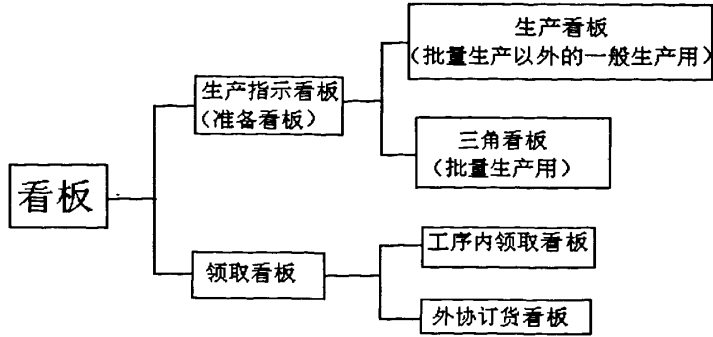 看板
生产指示看板
（准备看板）
生产看板
（批量生产以外的一般生产用）
三角看板
（批量生产用）
领取看板
工序内领取看板
外协订货看板